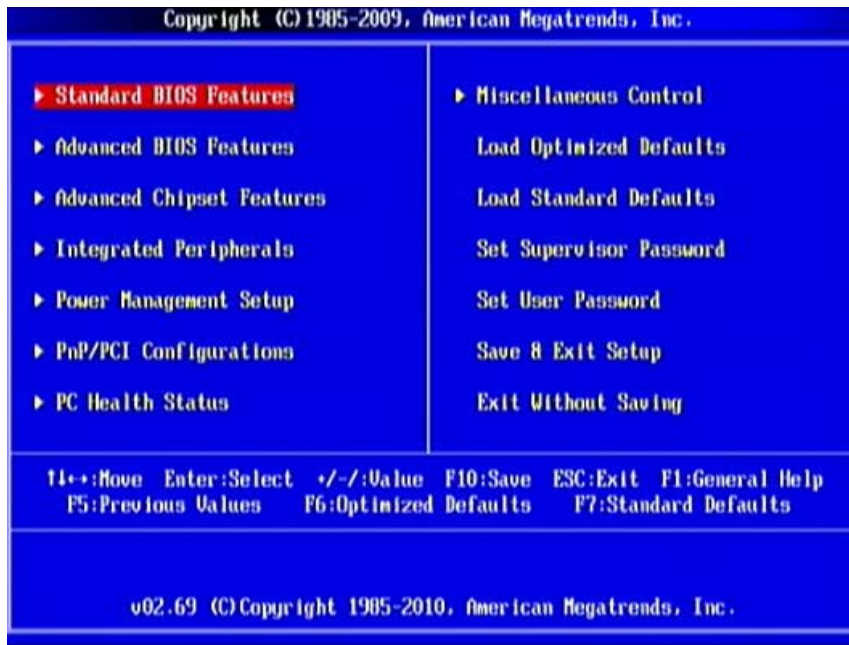 Copyright (C)1985-2009, American Megatrends, Inc.
▶ Standard BIOS Features
▶ Advanced BIOS Features
▶ Advanced Chipset Features
▶ Integrated Peripherals
▶ Power Management Setup
▶ PnP/PCI Configurations
▶ PC Health Status
▶ Miscellaneous Control
Load Optimized Defaults
Load Standard Defaults
Set Supervisor Password
Set User Password
Save & Exit Setup
Exit Without Saving
↑↓←→:Move Enter:Select +/-/:Value F10:Save ESC:Exit F1:General Help
F5:Previous Values F6:Optimized Defaults F7:Standard Defaults
v02.69 (C)Copyright 1985-2010, American Megatrends, Inc.